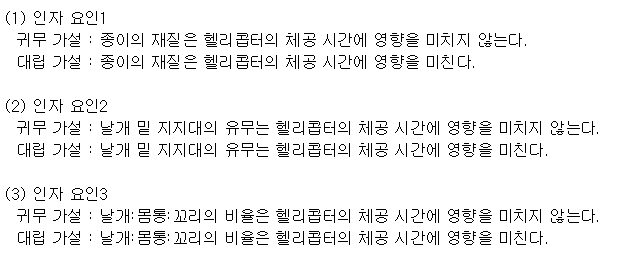 (1) 인자 요인1
귀무 가설 : 종이의 재질은 헬리콥터의 체공 시간에 영향을 미치지 않는다.
대립 가설 : 종이의 재질은 헬리콥터의 체공 시간에 영향을 미친다.
(2) 인자 요인2
귀무 가설 : 날개 밑 지지대의 유무는 헬리콥터의 체공 시간에 영향을 미치지 않는다.
대립 가설 : 날개 밑 지지대의 유무는 헬리콥터의 체공 시간에 영향을 미친다.
(3) 인자 요인3
귀무 가설 : 날개:몸통:꼬리의 비율은 헬리콥터의 체공 시간에 영향을 미치지 않는다.
대립 가설 : 날개:몸통:꼬리의 비율은 헬리콥터의 체공 시간에 영향을 미친다.